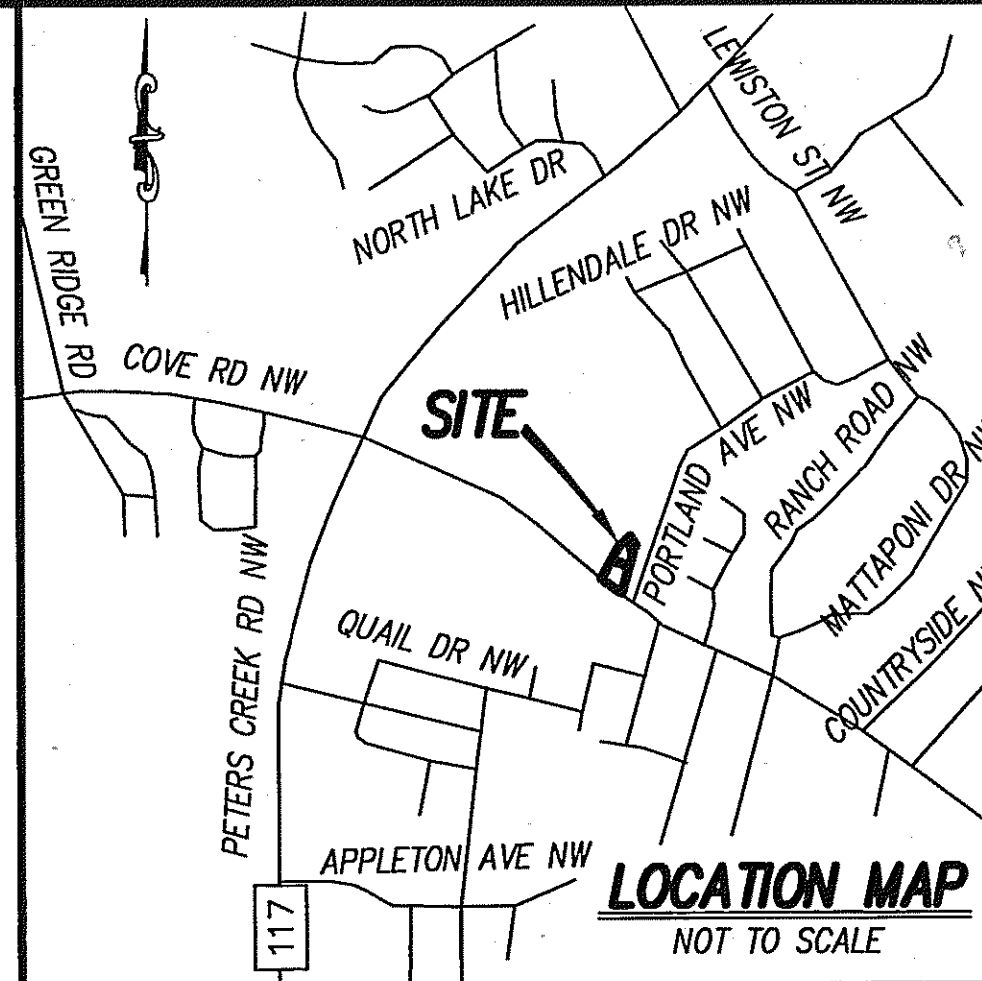 LEWISTON ST NW
GREEN RIDGE RD
NORTH LAKE DR
HILLENDALE DR NW
COVE RD NW
SITE
PORTLAND AVE NW
RANCH ROAD NW
MATTAPONI DR NW
PETERS CREEK RD NW
QUAIL DR NW
COUNTRYSIDE
APPLETON AVE NW
117
LOCATION MAP
NOT TO SCALE